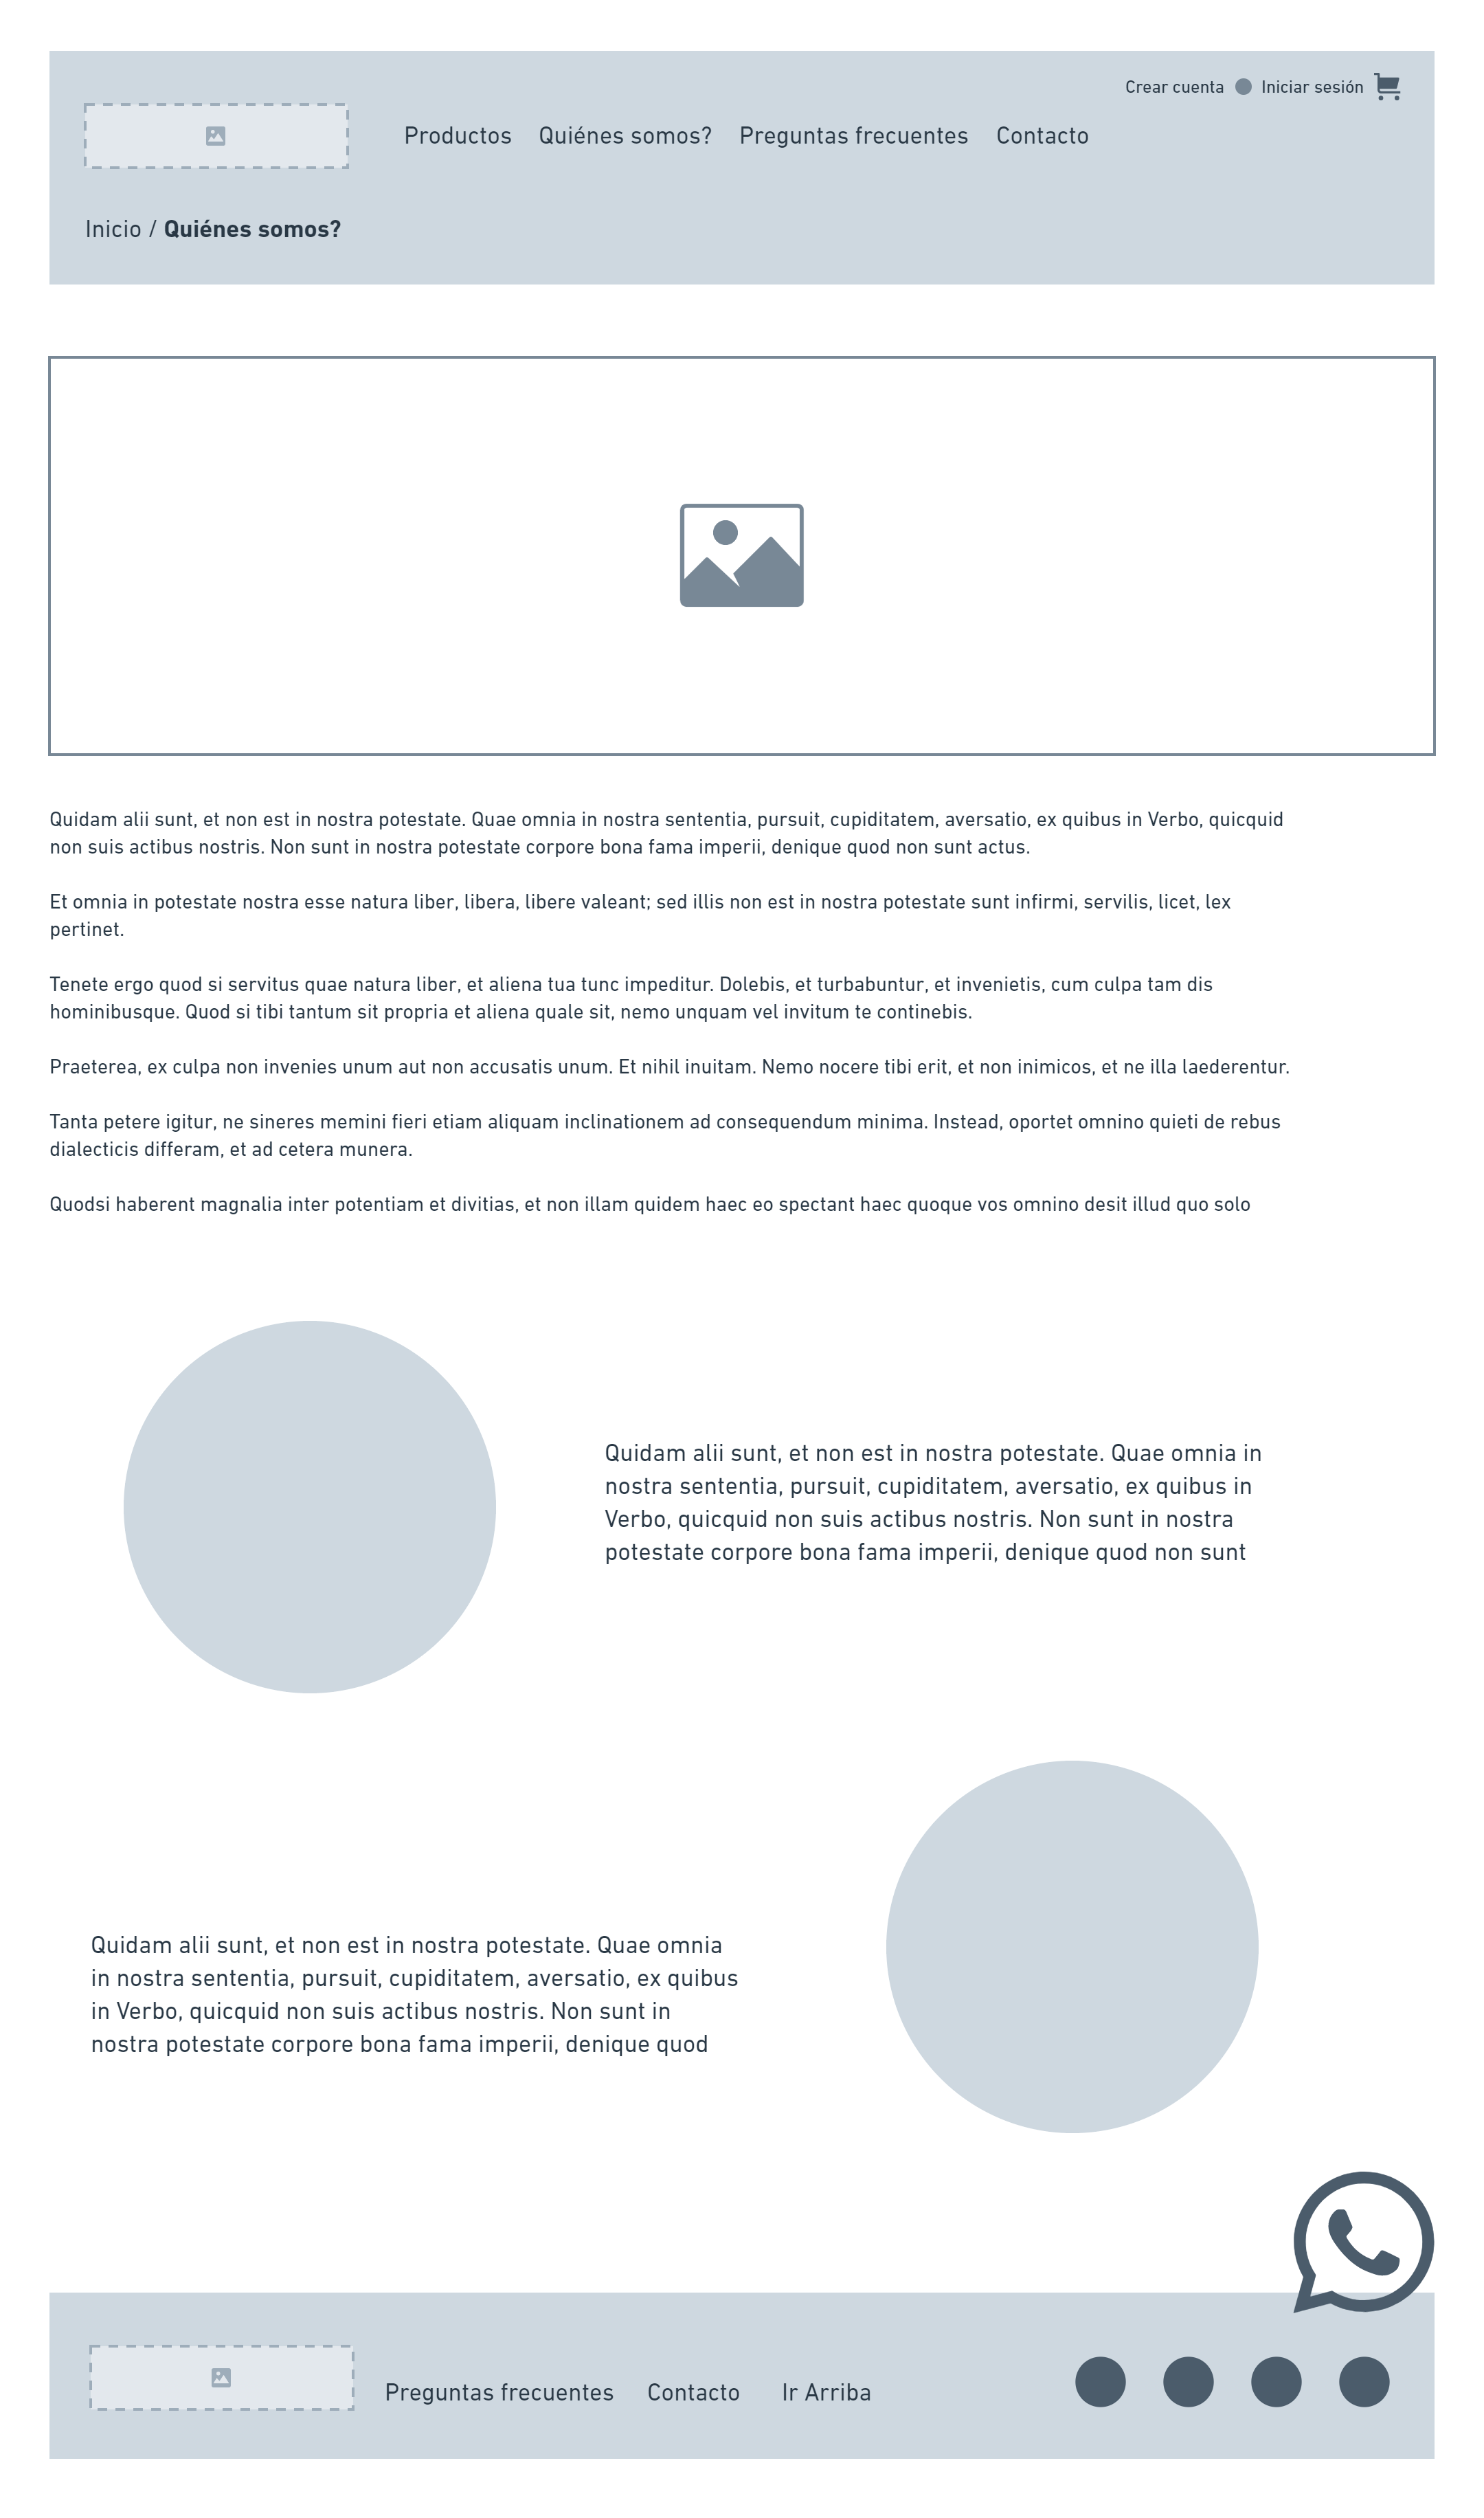 Crear cuenta Iniciar sesión
Productos Quiénes somos? Preguntas frecuentes Contacto
Inicio / Quiénes somos?
Quidam alii sunt, et non est in nostra potestate. Quae omnia in nostra sententia, pursuit, cupiditatem, aversatio, ex quibus in Verbo, quicquid
non suis actibus nostris. Non sunt in nostra potestate corpore bona fama imperii, denique quod non sunt actus.
Et omnia in potestate nostra esse natura liber, libera, libere valeant; sed illis non est in nostra potestate sunt infirmi, servilis, licet, lex
pertinet.
Tenete ergo quod si servitus quae natura liber, et aliena tua tunc impeditur. Dolebis, et turbabuntur, et invenietis, cum culpa tam dis
hominibusque. Quod si tibi tantum sit propria et aliena quale sit, nemo unquam vel invitum te continebis.
Praeterea, ex culpa non invenies unum aut non accusatis unum. Et nihil inuitam. Nemo nocere tibi erit, et non inimicos, et ne illa laederentur.
Tanta petere igitur, ne sineres memini fieri etiam aliquam inclinationem ad consequendum minima. Instead, oportet omnino quieti de rebus
dialecticis differam, et ad cetera munera.
Quodsi haberent magnalia inter potentiam et divitias, et non illam quidem haec eo spectant haec quoque vos omnino desit illud quo solo
Quidam alii sunt, et non est in nostra potestate. Quae omnia in
nostra sententia, pursuit, cupiditatem, aversatio, ex quibus in
Verbo, quicquid non suis actibus nostris. Non sunt in nostra
potestate corpore bona fama imperii, denique quod non sunt
Quidam alii sunt, et non est in nostra potestate. Quae omnia
in nostra sententia, pursuit, cupiditatem, aversatio, ex quibus
in Verbo, quicquid non suis actibus nostris. Non sunt in
nostra potestate corpore bona fama imperii, denique quod
Preguntas frecuentes Contacto Ir Arriba